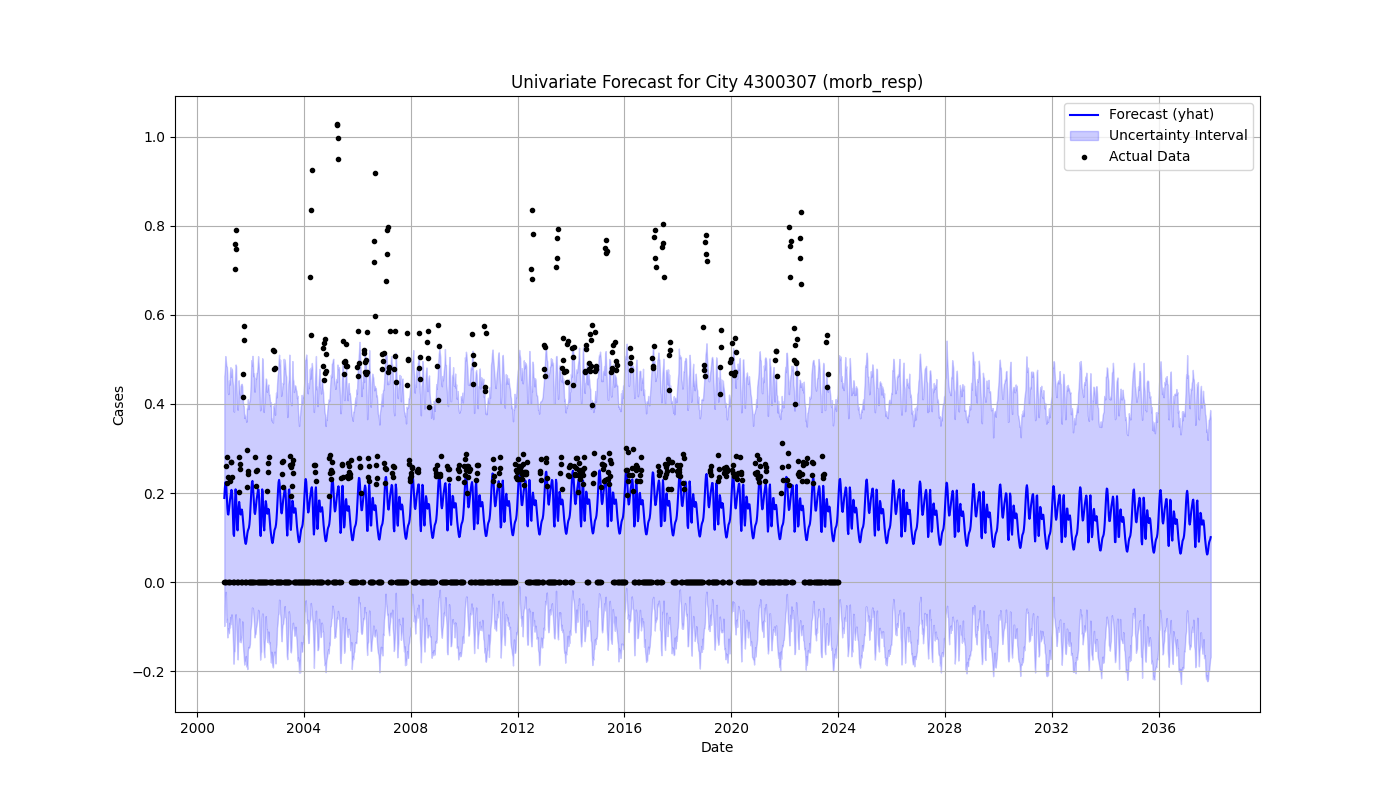 Univariate Forecast for City 4300307 (morb_resp)
Forecast (yhat)
Uncertainty Interval
Actual Data
Cases
1.0
0.8
0.6
0.4
0.2
0.0
−0.2
2000 2004 2008 2012 2016 2020 2024 2028 2032 2036
Date